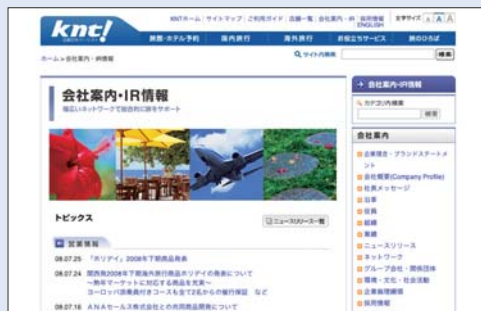 knt!
KNTホーム | サイトマップ | ご利用ガイド | 店舗一覧 | 会社案内・IR | 採用情報
ENGLISH
文字サイズ A A A
旅館・ホテル予約 国内旅行 海外旅行 お役立ちサービス 旅のひろば
ホーム > 会社案内・IR情報
サイト内検索
検索
会社案内・IR情報
幅広いネットワークで総合的に旅をサポート
会社案内・IR情報
カテゴリ内検索
検索
会社案内
企業理念・ブランドステートメ
ント
会社概要(Company Profile)
社長メッセージ
沿革
役員
組織
業績
ニュースリリース
ネットワーク
グループ会社・関係団体
環境・文化・社会活動
企業倫理綱領
採用情報
トピックス
ニュースリリース一覧
営業情報
08.07.25 「ホリデイ」2008年下期商品発表
08.07.24 関西発2008年下期海外旅行商品ホリデイの発表について
～熟年マーケットに対応する商品を充実～
ヨーロッパ添乗員付きコースも全て2名からの催行保証 など
08.07.16 ANAセールス株式会社との共同商品開発について